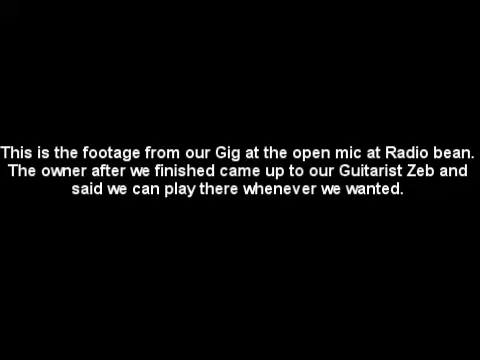 This is the footage from our Gig at the open mic at Radio bean.
The owner after we finished came up to our Guitarist Zeb and
said we can play there whenever we wanted.